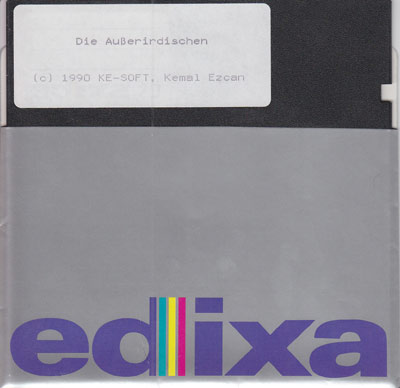 Die Außerirdischen
(c) 1990 KE-SOFT, Kemal Ezcan
edixa